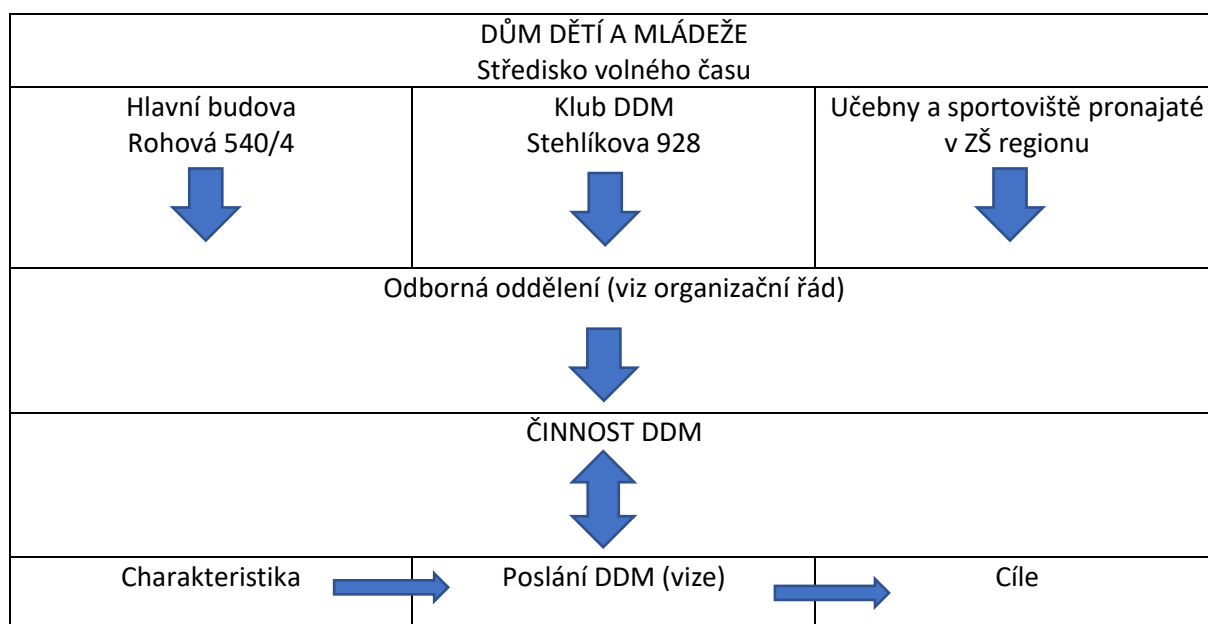 DŮM DĚTÍ A MLÁDEŽE
Středisko volného času
Hlavní budova
Rohová 540/4
Klub DDM
Stehlíkova 928
Učebny a sportoviště pronajaté
v ZŠ regionu
Odborná oddělení (viz organizační řád)
ČINNOST DDM
Charakteristika
Poslání DDM (vize)
Cíle